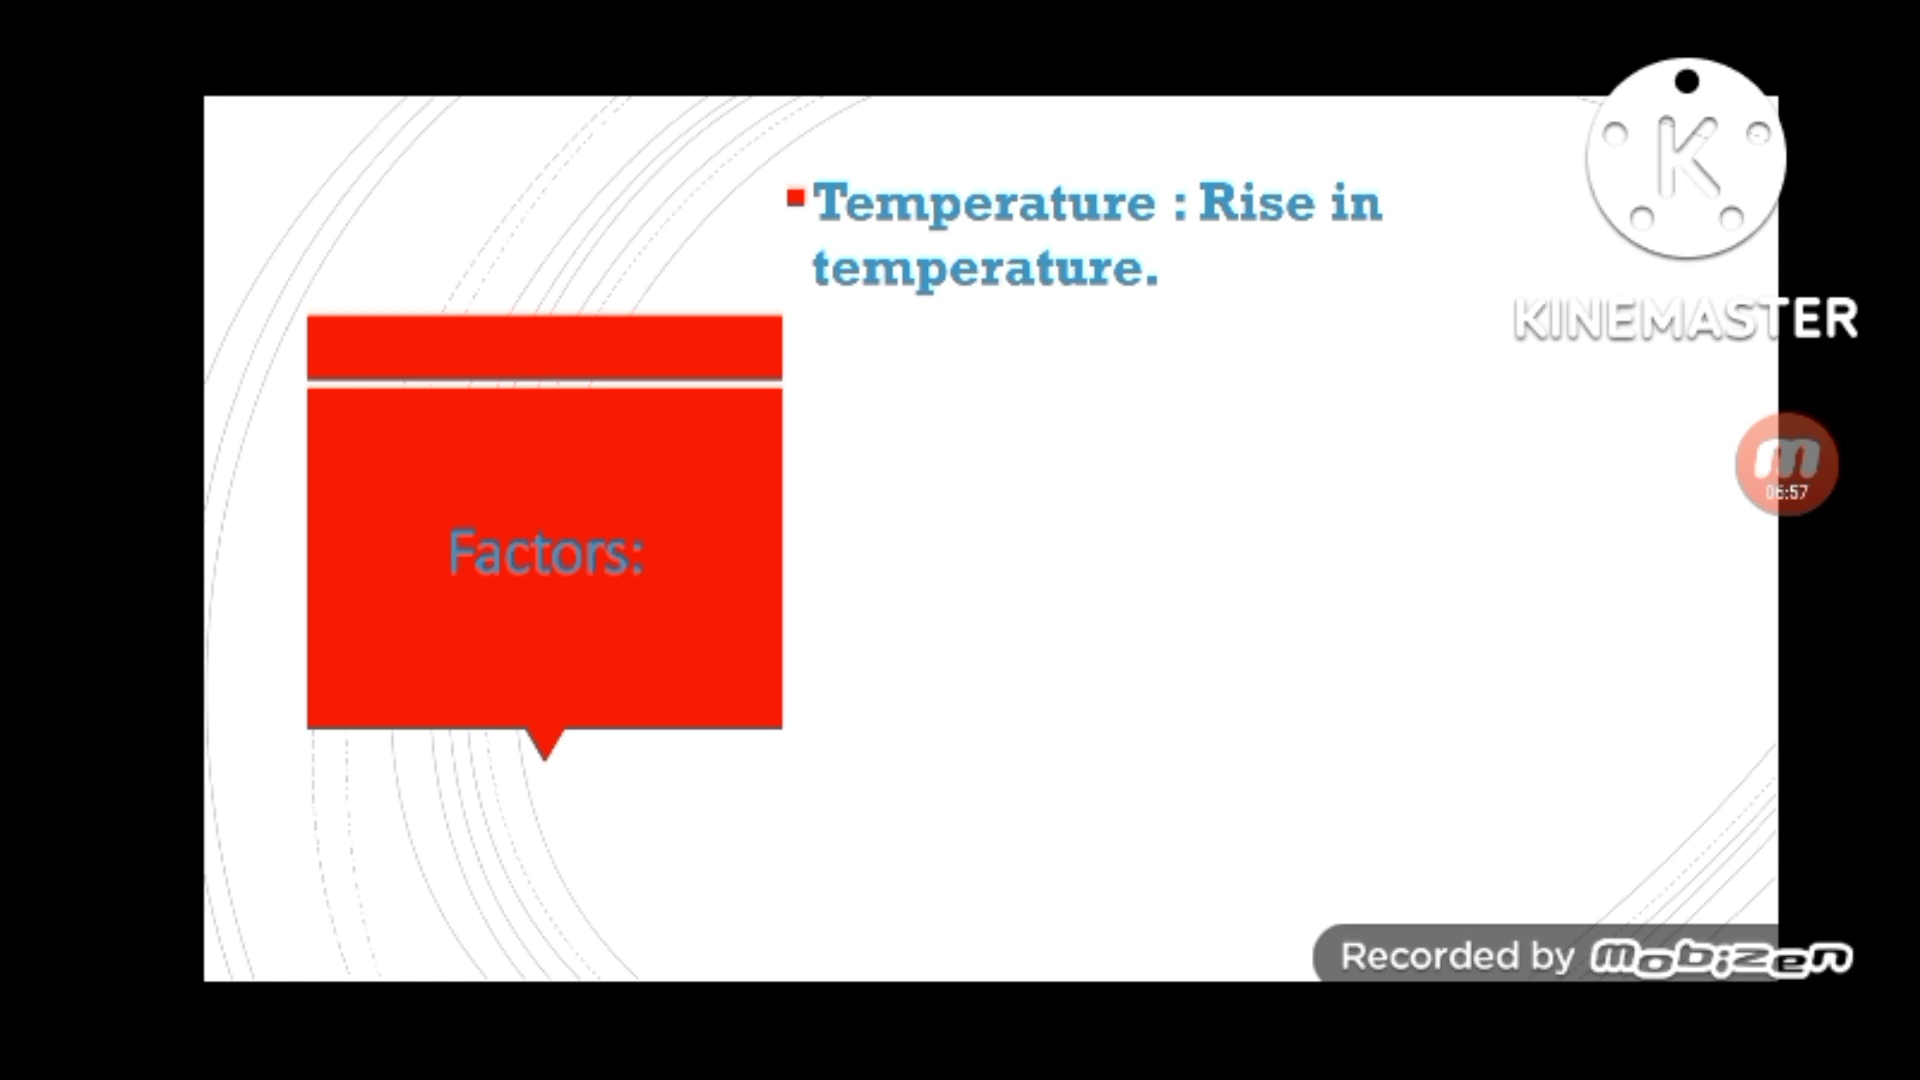 Temperature : Rise in
temperature.
Factors:
K
KINEMASTER
m
06:57
Recorded by mobizen